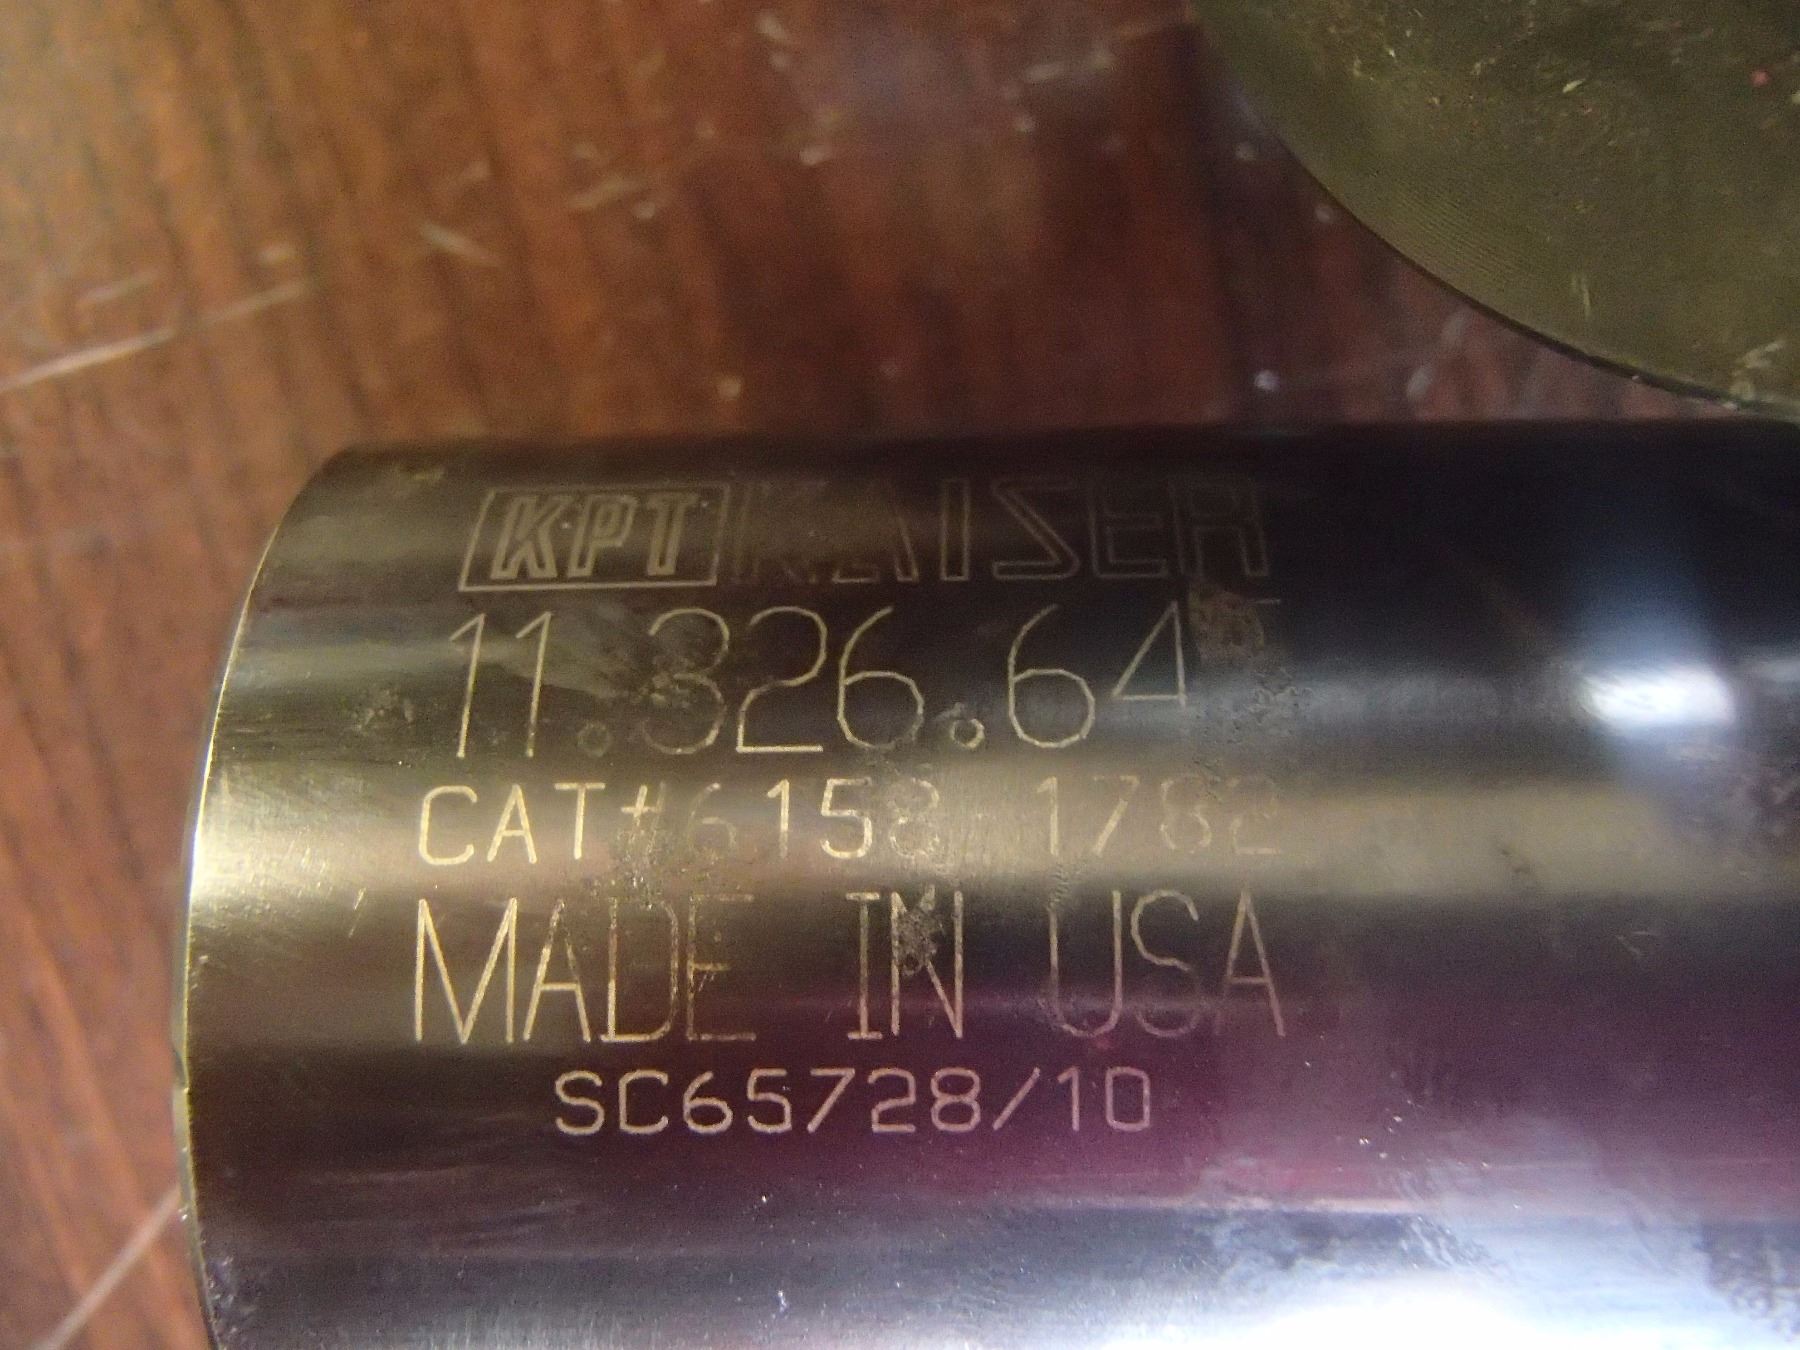 KPT KAISER
11.326.64
CAT#6158 1782
MADE IN USA
SC65728/10